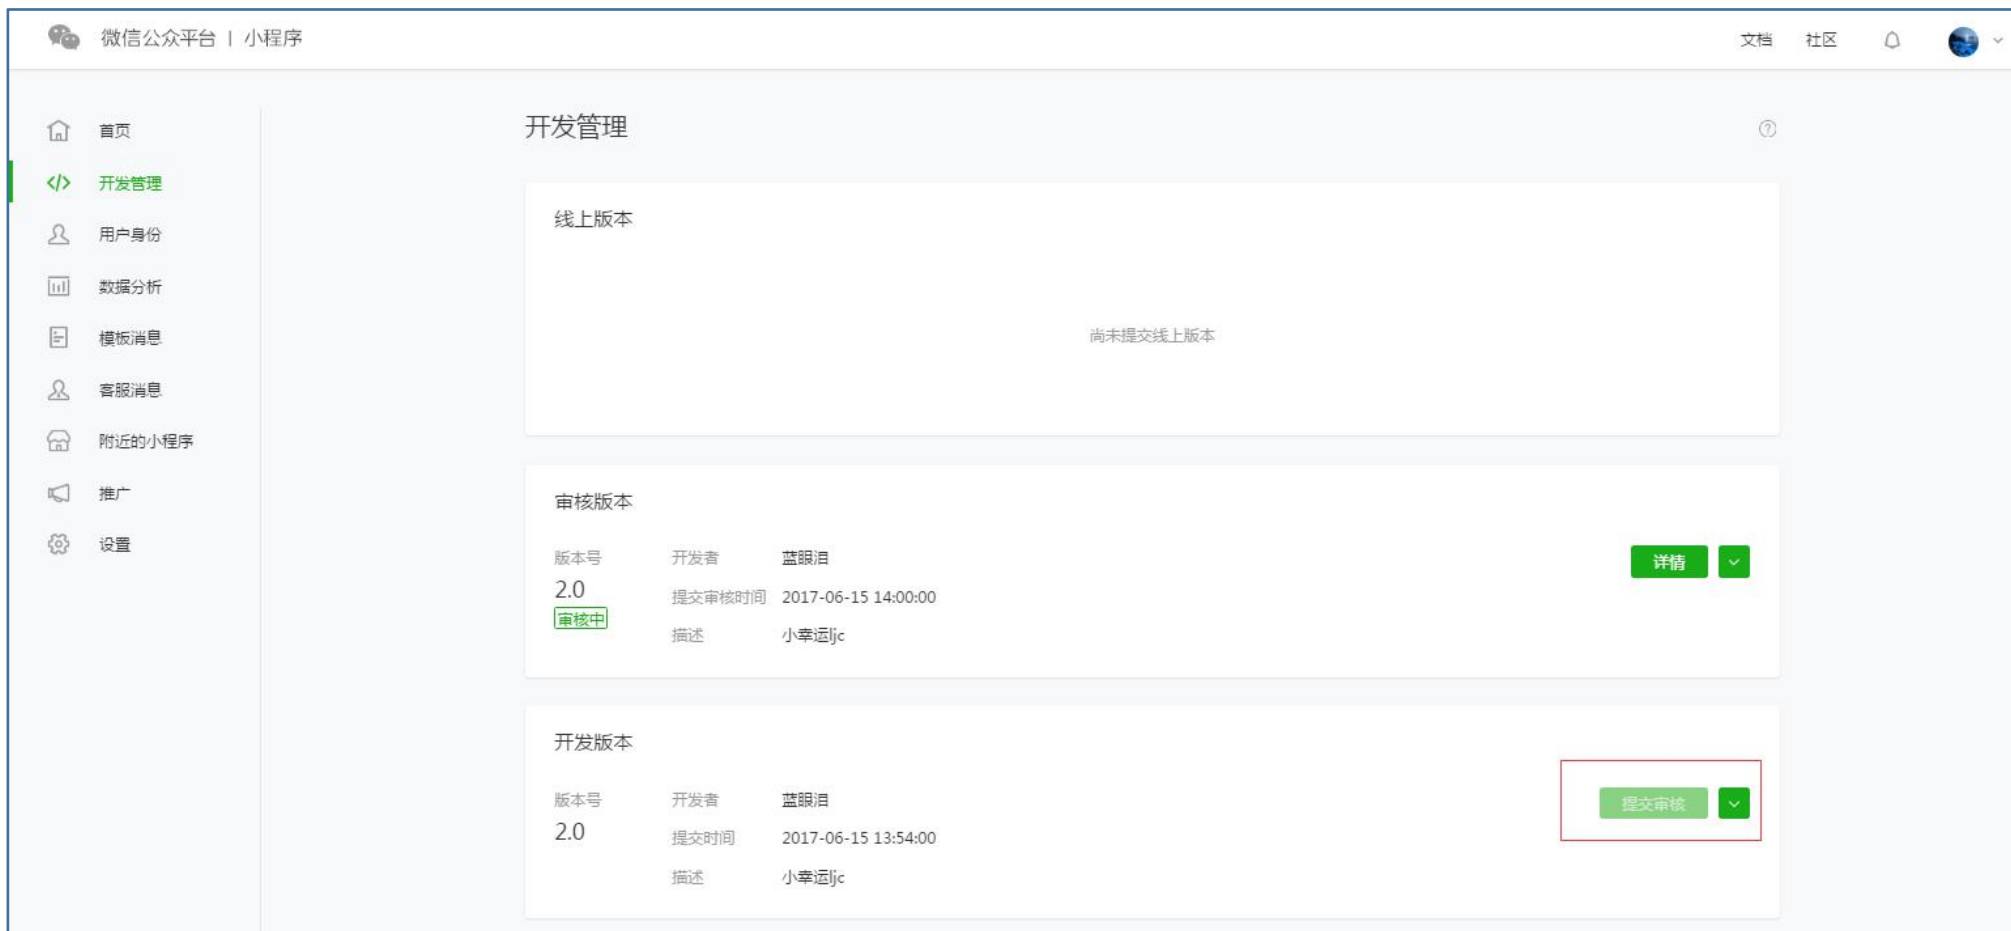 微信公众平台 | 小程序
文档 社区
首页
开发管理
用户身份
数据分析
模板消息
客服消息
附近的小程序
推广
设置
开发管理
线上版本
尚未提交线上版本
审核版本
版本号 开发者 蓝眼泪 详情
2.0 提交审核时间 2017-06-15 14:00:00
审核中
描述 小幸运ljc
开发版本
版本号 开发者 蓝眼泪 提交审核
2.0 提交时间 2017-06-15 13:54:00
描述 小幸运ljc